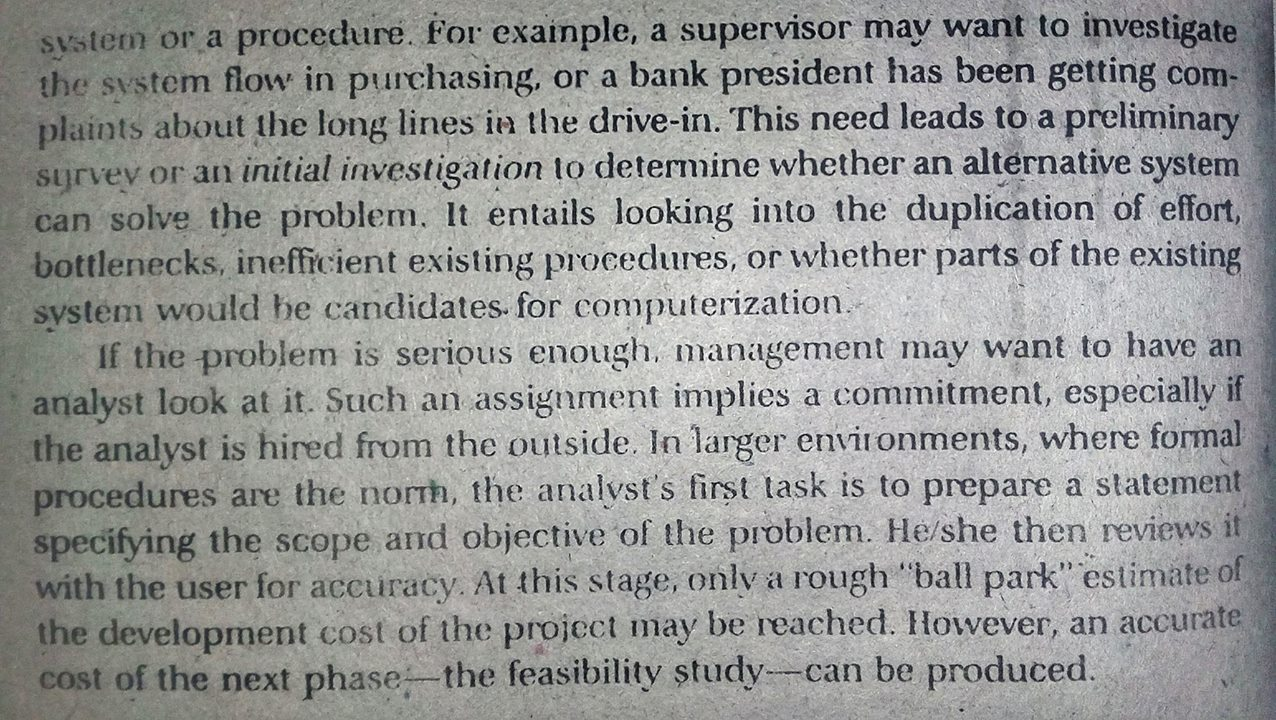 system or a procedure. For example, a supervisor may want to investigate
the system flow in purchasing, or a bank president has been getting com-
plaints about the long lines in the drive-in. This need leads to a preliminary
survey or an initial investigation to determine whether an alternative system
can solve the problem. It entails looking into the duplication of effort,
bottlenecks, inefficient existing procedures, or whether parts of the existing
system would be candidates for computerization.
If the problem is serious enough, management may want to have an
analyst look at it. Such an assignment implies a commitment, especially if
the analyst is hired from the outside. In larger environments, where formal
procedures are the norm, the analyst's first task is to prepare a statement
specifying the scope and objective of the problem. He/she then reviews it
with the user for accuracy. At this stage, only a rough "ball park" estimate of
the development cost of the project may be reached. However, an accurate
cost of the next phase—the feasibility study—can be produced.